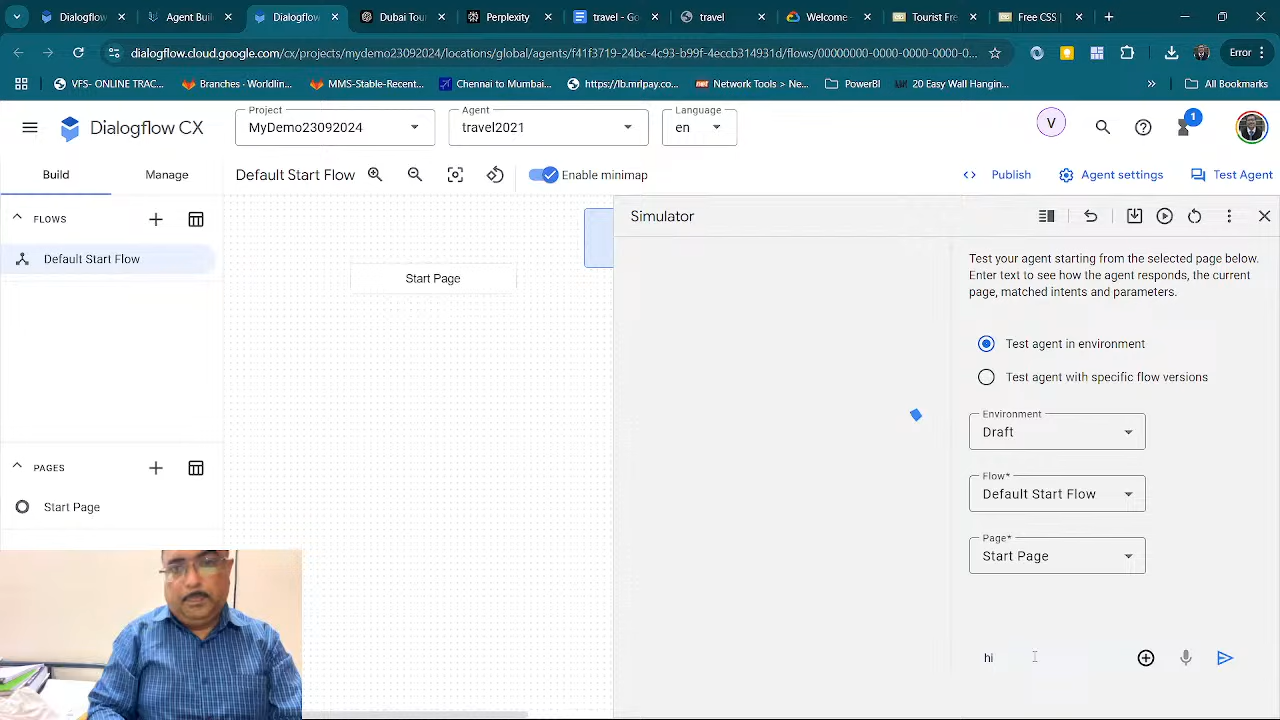 Dialogflow
Agent Buil
Dialogflow
Dubai Tour
Perplexity
travel - Go
Welcome
Tourist Fre
Free CSS
dialogflow.cloud.google.com/cx/projects/mydemo23092024/locations/global/agents/f41f3719-24bc-4c93-b99f-4aecb314931d/flows/00000000-0000-0000-0000-0...
Error
VFS- ONLINE TRAC...
Branches · Worldlin...
MMS-Stable-Recent...
Chennai to Mumbai...
https://barrelpay.co...
Network Tools > Ne...
PowerBI
20 Easy Wall Hangin...
All Bookmarks
Dialogflow CX
Project
MyDemo23092024
Agent
travel2021
Language
en
V
1
Build
Manage
Default Start Flow
Enable minimap
Publish
Agent settings
Test Agent
FLOWS
Default Start Flow
Start Page
PAGES
Start Page
Simulator
Test your agent starting from the selected page below.
Enter text to see how the agent responds, the current
page, matched intents and parameters.
Test agent in environment
Test agent with specific flow versions
Environment
Draft
Flow*
Default Start Flow
Page*
Start Page
hi